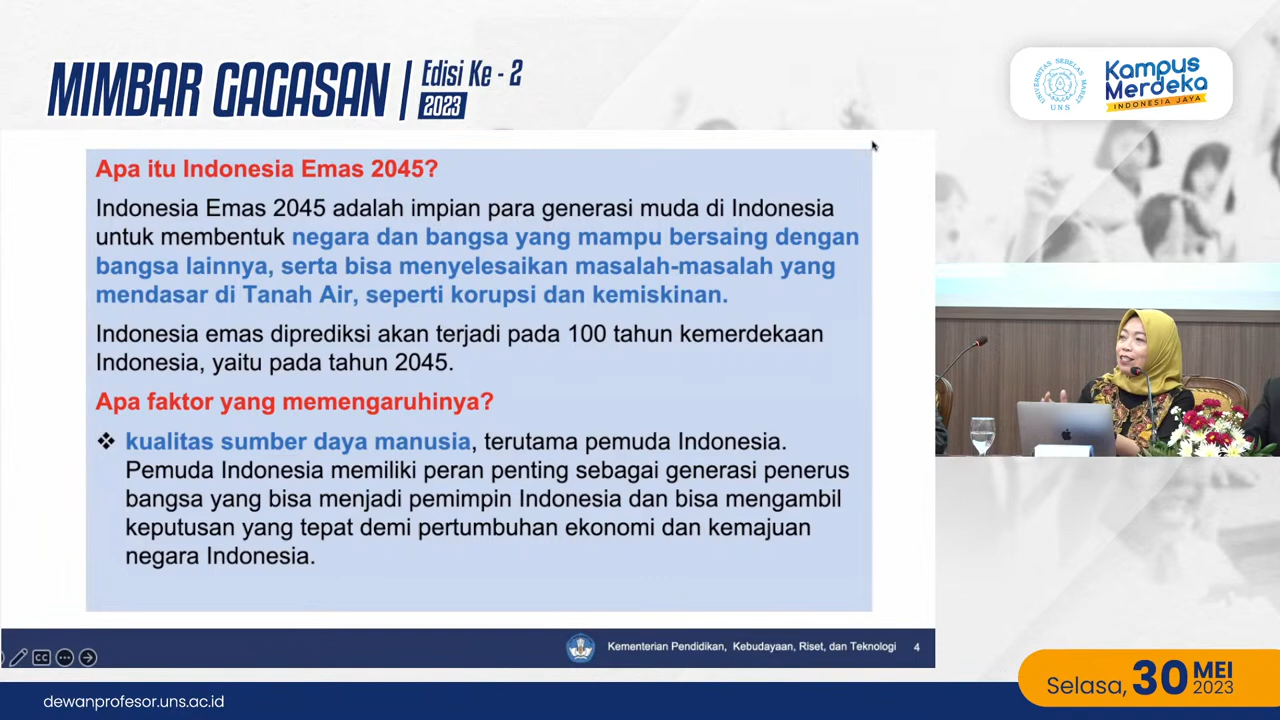 MIMBAR GAGASAN
Edisi Ke - 2
2023
UNIVERSITAS SEBELAS MARET
UNS
Kampus
Merdeka
INDONESIA JAYA
Apa itu Indonesia Emas 2045?
Indonesia Emas 2045 adalah impian para generasi muda di Indonesia
untuk membentuk negara dan bangsa yang mampu bersaing dengan
bangsa lainnya, serta bisa menyelesaikan masalah-masalah yang
mendasar di Tanah Air, seperti korupsi dan kemiskinan.
Indonesia emas diprediksi akan terjadi pada 100 tahun kemerdekaan
Indonesia, yaitu pada tahun 2045.
Apa faktor yang memengaruhinya?
❖ kualitas sumber daya manusia, terutama pemuda Indonesia.
Pemuda Indonesia memiliki peran penting sebagai generasi penerus
bangsa yang bisa menjadi pemimpin Indonesia dan bisa mengambil
keputusan yang tepat demi pertumbuhan ekonomi dan kemajuan
negara Indonesia.
CC
Kementerian Pendidikan, Kebudayaan, Riset, dan Teknologi 4
dewanprofesor.uns.ac.id
Selasa, 30 MEI
2023